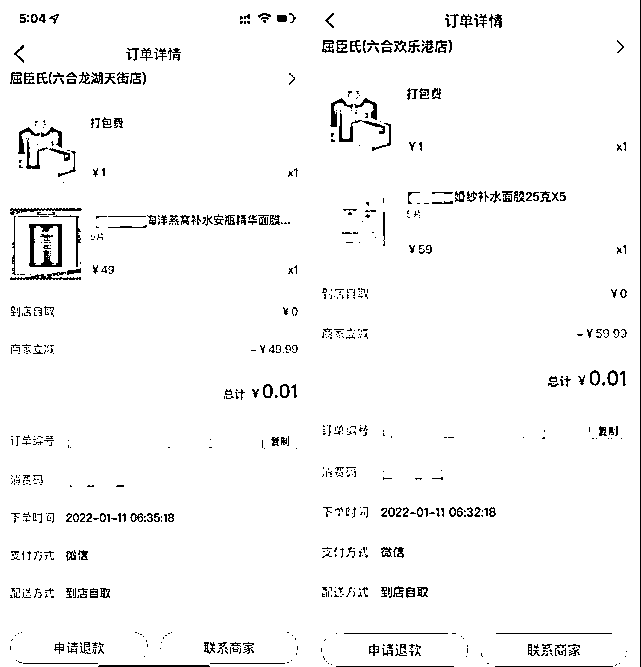 5:04
订单详情
屈臣氏(六合龙湖天街店)
打包费
¥1
x1
海洋燕窝补水安瓶精华面膜...
5片
¥49
x1
到店自取
¥0
商家立减
-¥49.99
总计 ¥0.01
订单编号
复制
消费码
下单时间 2022-01-11 06:35:18
支付方式 微信
配送方式 到店自取
申请退款
联系商家
订单详情
屈臣氏(六合欢乐港店)
打包费
¥1
x1
婚纱补水面膜25克X5
5片
¥59
x1
到店自取
¥0
商家立减
-¥59.99
总计 ¥0.01
订单编号
复制
消费码
下单时间 2022-01-11 06:32:18
支付方式 微信
配送方式 到店自取
申请退款
联系商家